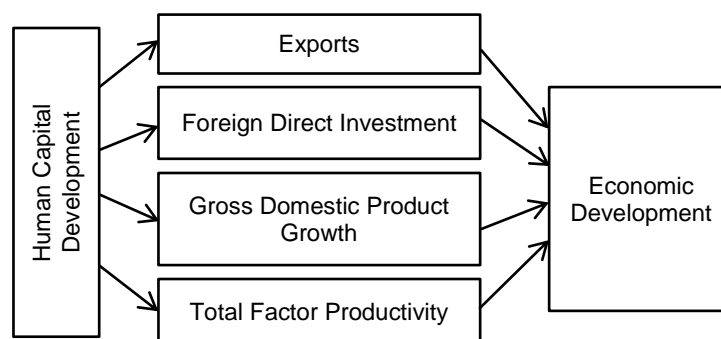 Human Capital
Development
Exports
Foreign Direct Investment
Gross Domestic Product
Growth
Total Factor Productivity
Economic
Development